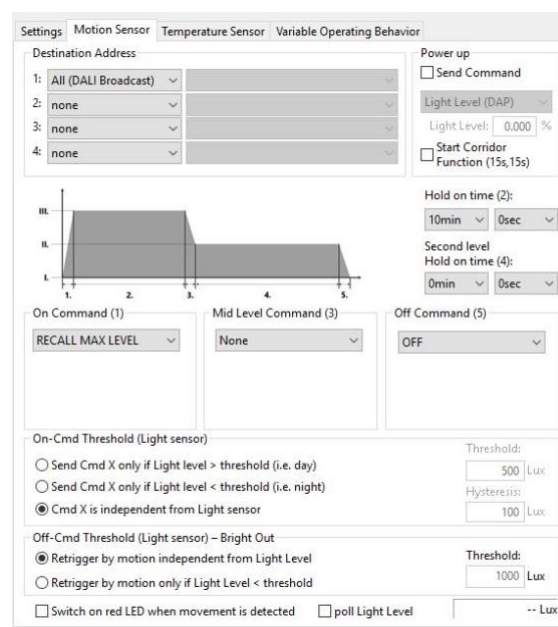 Settings Motion Sensor Temperature Sensor Variable Operating Behavior
Destination Address
1: All (DALI Broadcast)
2: none
3: none
4: none
Power up
Send Command
Light Level (DAP)
Light Level: 0.000 %
Start Corridor
Function (15s,15s)
III.
II.
I.
1. 2. 3. 4. 5.
Hold on time (2):
10min 0sec
Second level
Hold on time (4):
0min 0sec
On Command (1)
RECALL MAX LEVEL
Mid Level Command (3)
None
Off Command (5)
OFF
On-Cmd Threshold (Light sensor)
Send Cmd X only if Light level > threshold (i.e. day)
Send Cmd X only if Light level < threshold (i.e. night)
Cmd X is independent from Light sensor
Threshold:
500 Lux
Hysteresis:
100 Lux
Off-Cmd Threshold (Light sensor) – Bright Out
Retrigger by motion independent from Light Level
Retrigger by motion only if Light Level < threshold
Threshold:
1000 Lux
Switch on red LED when movement is detected poll Light Level -- Lux